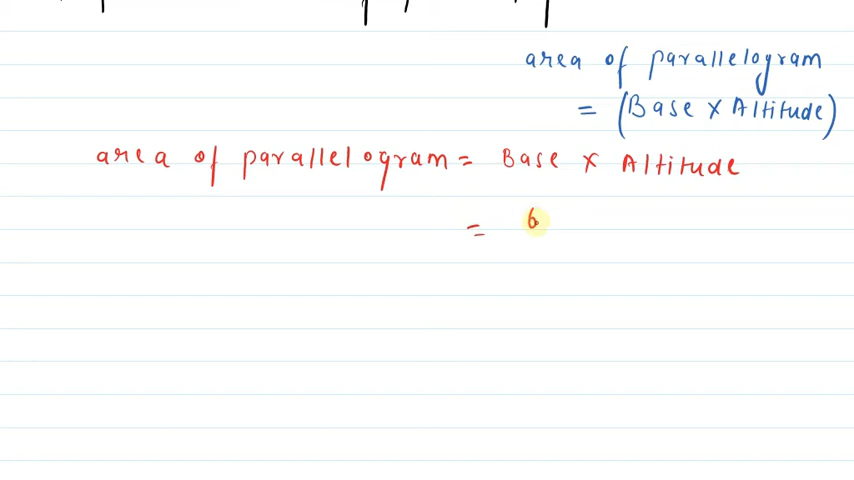 area of parallelogram
= (Base × Altitude)
area of parallelogram = Base × Altitude
= 6